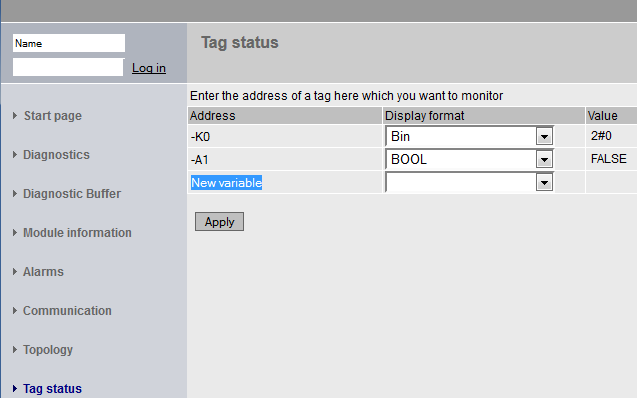 Name
Log in
Tag status
Start page
Diagnostics
Diagnostic Buffer
Module information
Alarms
Communication
Topology
Tag status
Enter the address of a tag here which you want to monitor
Address Display format Value
-K0 Bin 2#0
-A1 BOOL FALSE
New variable
Apply